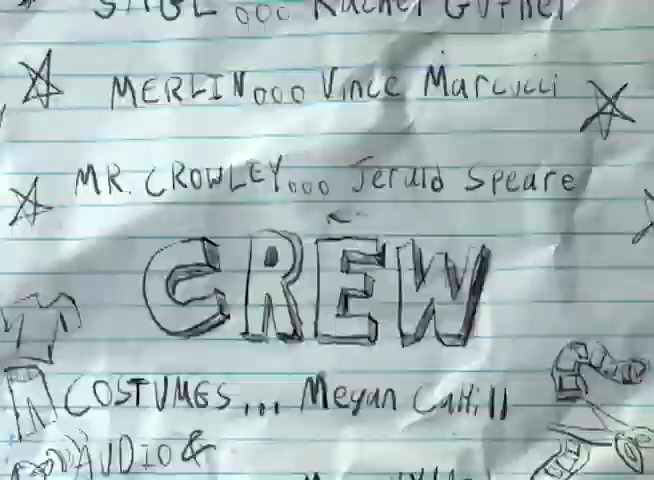 MERLIN... Vince Marcucci
MR. CROWLEY... Jerald Speare
CREW
COSTUMES... Megan Cahill
AUDIO &